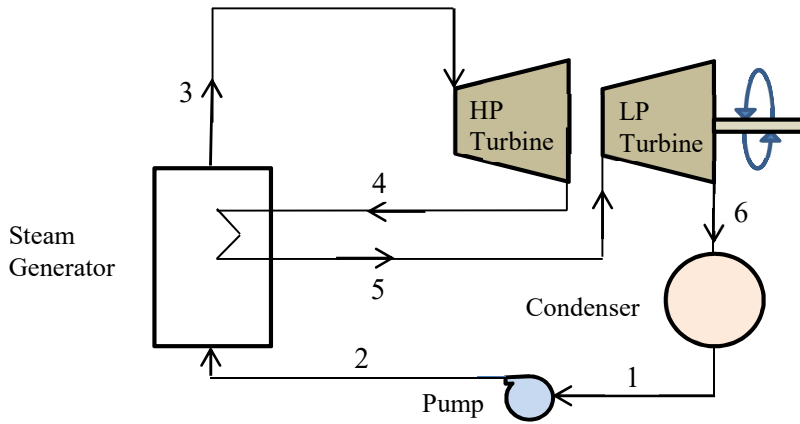 3
HP
Turbine
LP
Turbine
4
6
Steam
Generator
5
Condenser
2
1
Pump